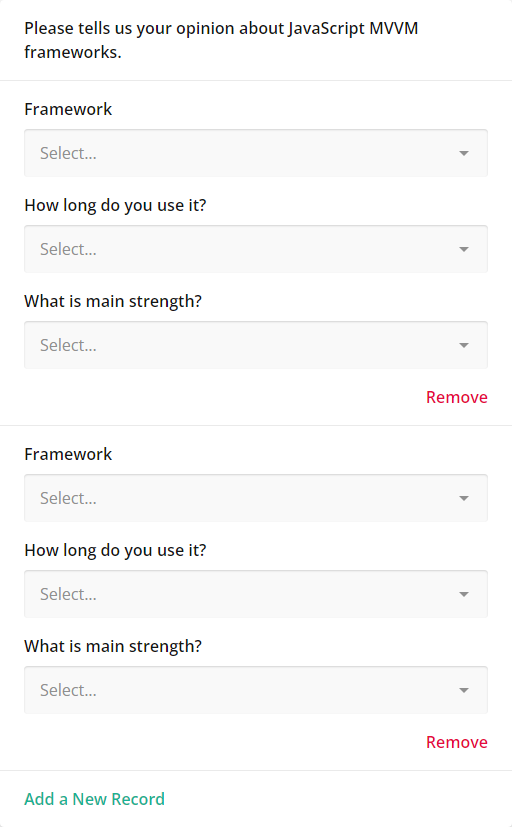 Please tells us your opinion about JavaScript MVVM
frameworks.
Framework
Select...
How long do you use it?
Select...
What is main strength?
Select...
Remove
Framework
Select...
How long do you use it?
Select...
What is main strength?
Select...
Remove
Add a New Record